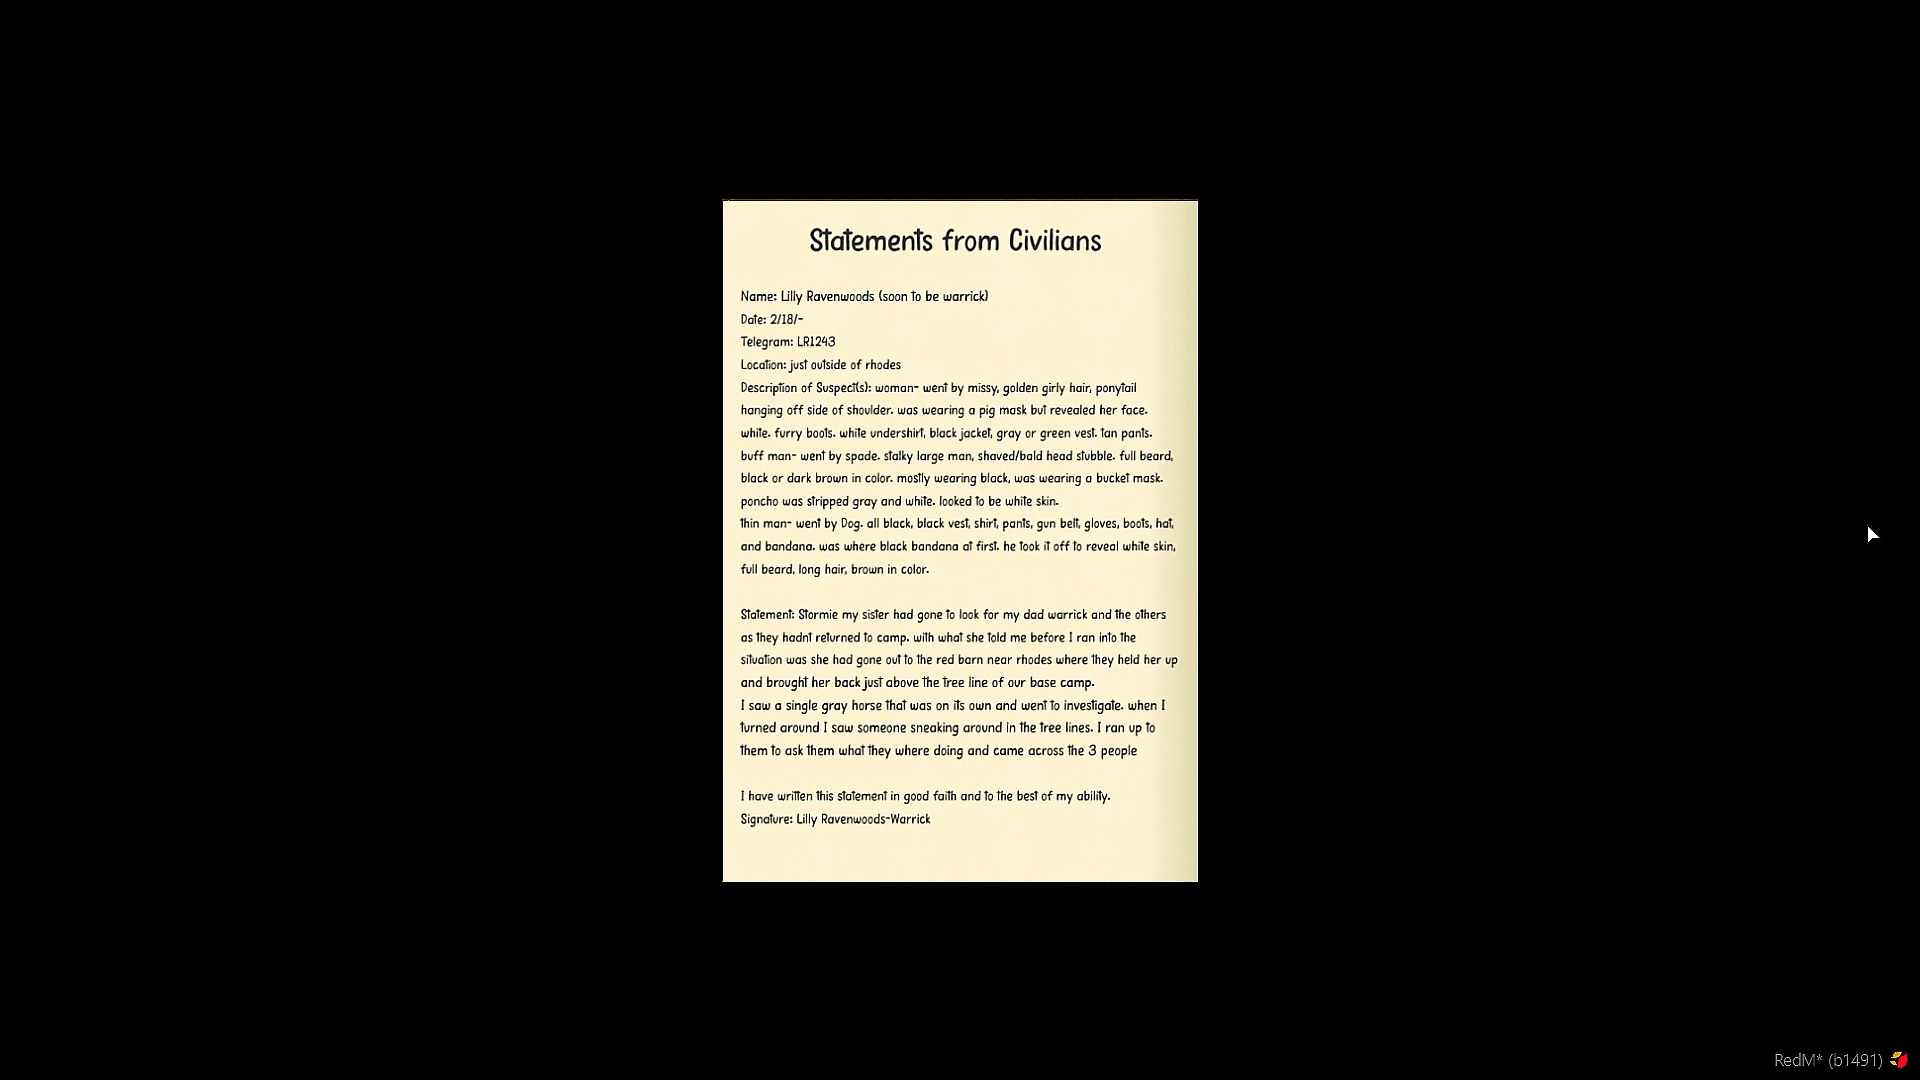 Statements from Civilians
Name: Lilly Ravenwoods (soon to be warrick)
Date: 2/18/-
Telegram: LR1243
Location: just outside of rhodes
Description of Suspect(s): woman- went by missy, golden girly hair, ponytail
hanging off side of shoulder. was wearing a pig mask but revealed her face.
white. furry boots. white undershirt, black jacket, gray or green vest. tan pants.
buff man- went by spade. stalky large man, shaved/bald head stubble. full beard,
black or dark brown in color. mostly wearing black, was wearing a bucket mask.
poncho was stripped gray and white. looked to be white skin.
thin man- went by Dog. all black, black vest, shirt, pants, gun belt, gloves, boots, hat,
and bandana. was where black bandana at first. he took it off to reveal white skin,
full beard, long hair, brown in color.
Statement: Stormie my sister had gone to look for my dad warrick and the others
as they hadnt returned to camp. with what she told me before I ran into the
situation was she had gone out to the red barn near rhodes where they held her up
and brought her back just above the tree line of our base camp.
I saw a single gray horse that was on its own and went to investigate. when I
turned around I saw someone sneaking around in the tree lines. I ran up to
them to ask them what they where doing and came across the 3 people
I have written this statement in good faith and to the best of my ability.
Signature: Lilly Ravenwoods-Warrick
RedM* (b1491)